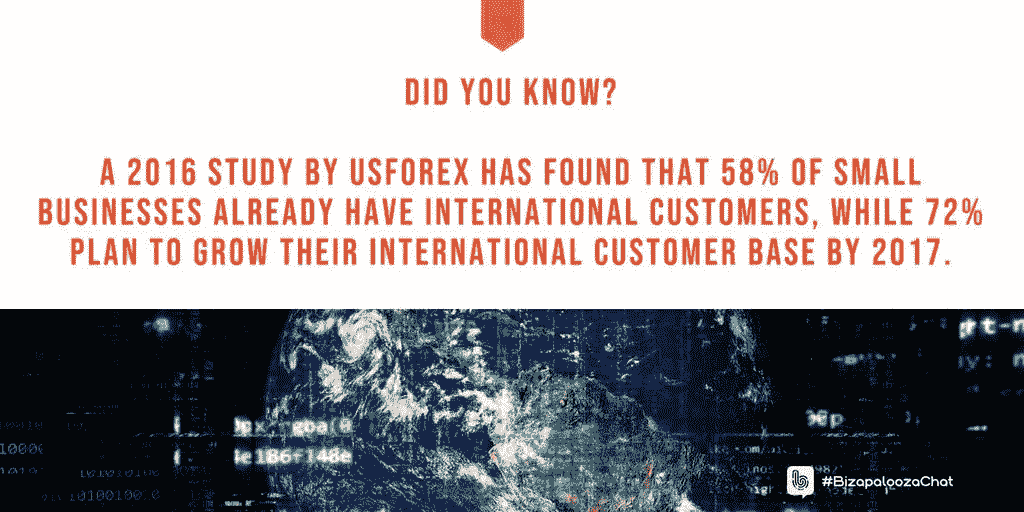 DID YOU KNOW?
A 2016 STUDY BY USFOREX HAS FOUND THAT 58% OF SMALL
BUSINESSES ALREADY HAVE INTERNATIONAL CUSTOMERS, WHILE 72%
PLAN TO GROW THEIR INTERNATIONAL CUSTOMER BASE BY 2017.
#BizapaloozaChat